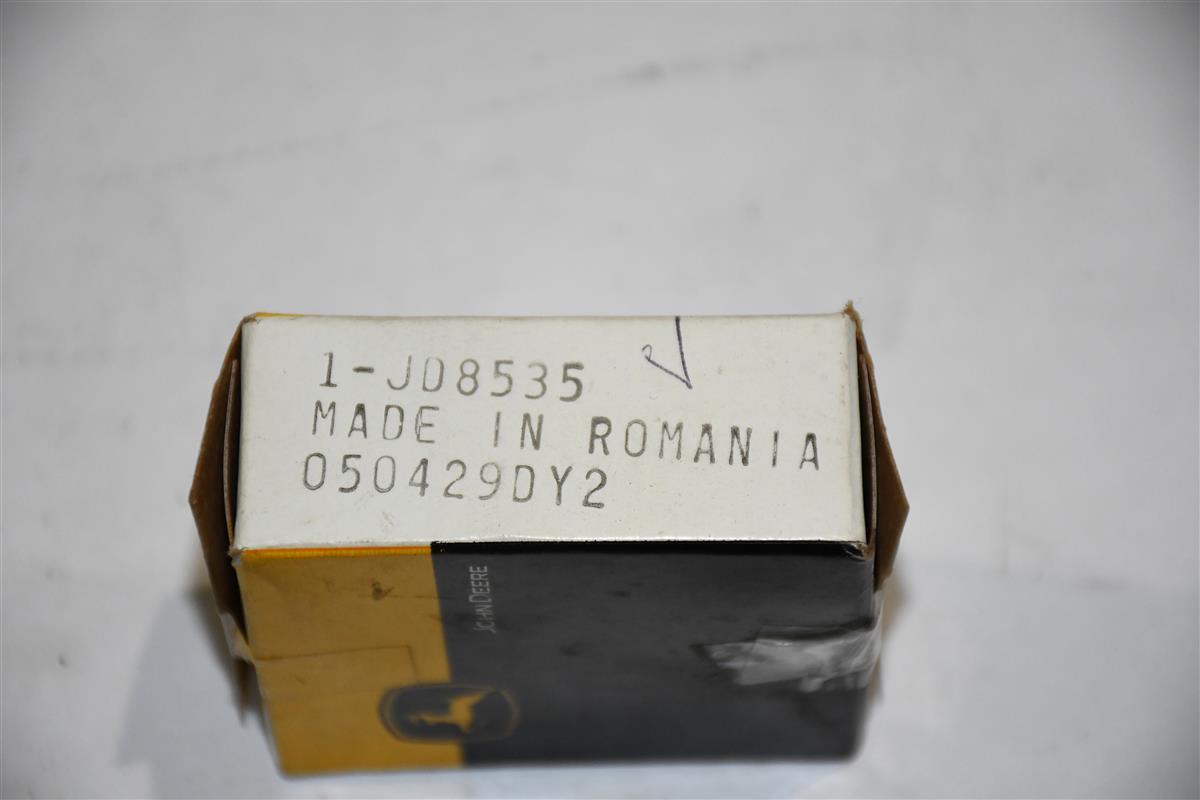 1-JD8535
MADE IN ROMANIA
050429DY2
JOHN DEERE